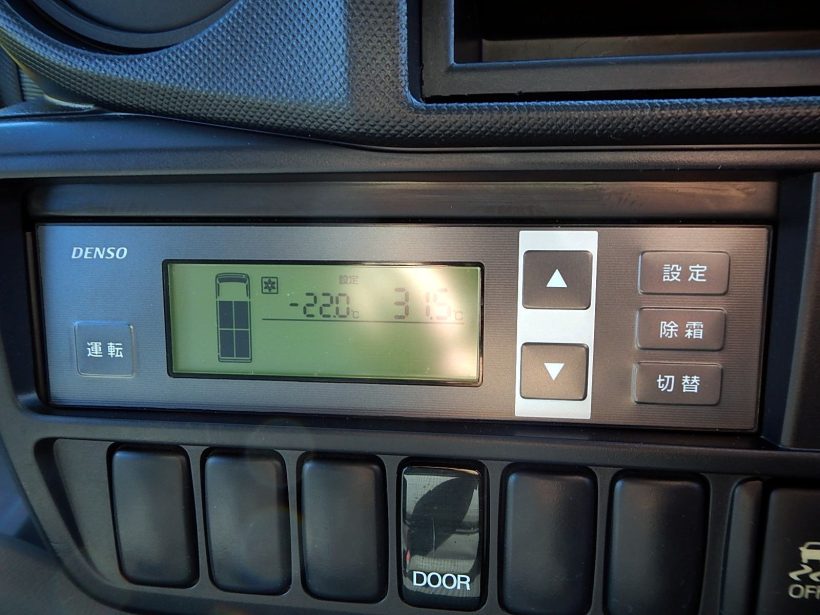 DENSO
設定
-22.0℃ 31.5℃
運転
設定
除霜
切替
DOOR
OFF